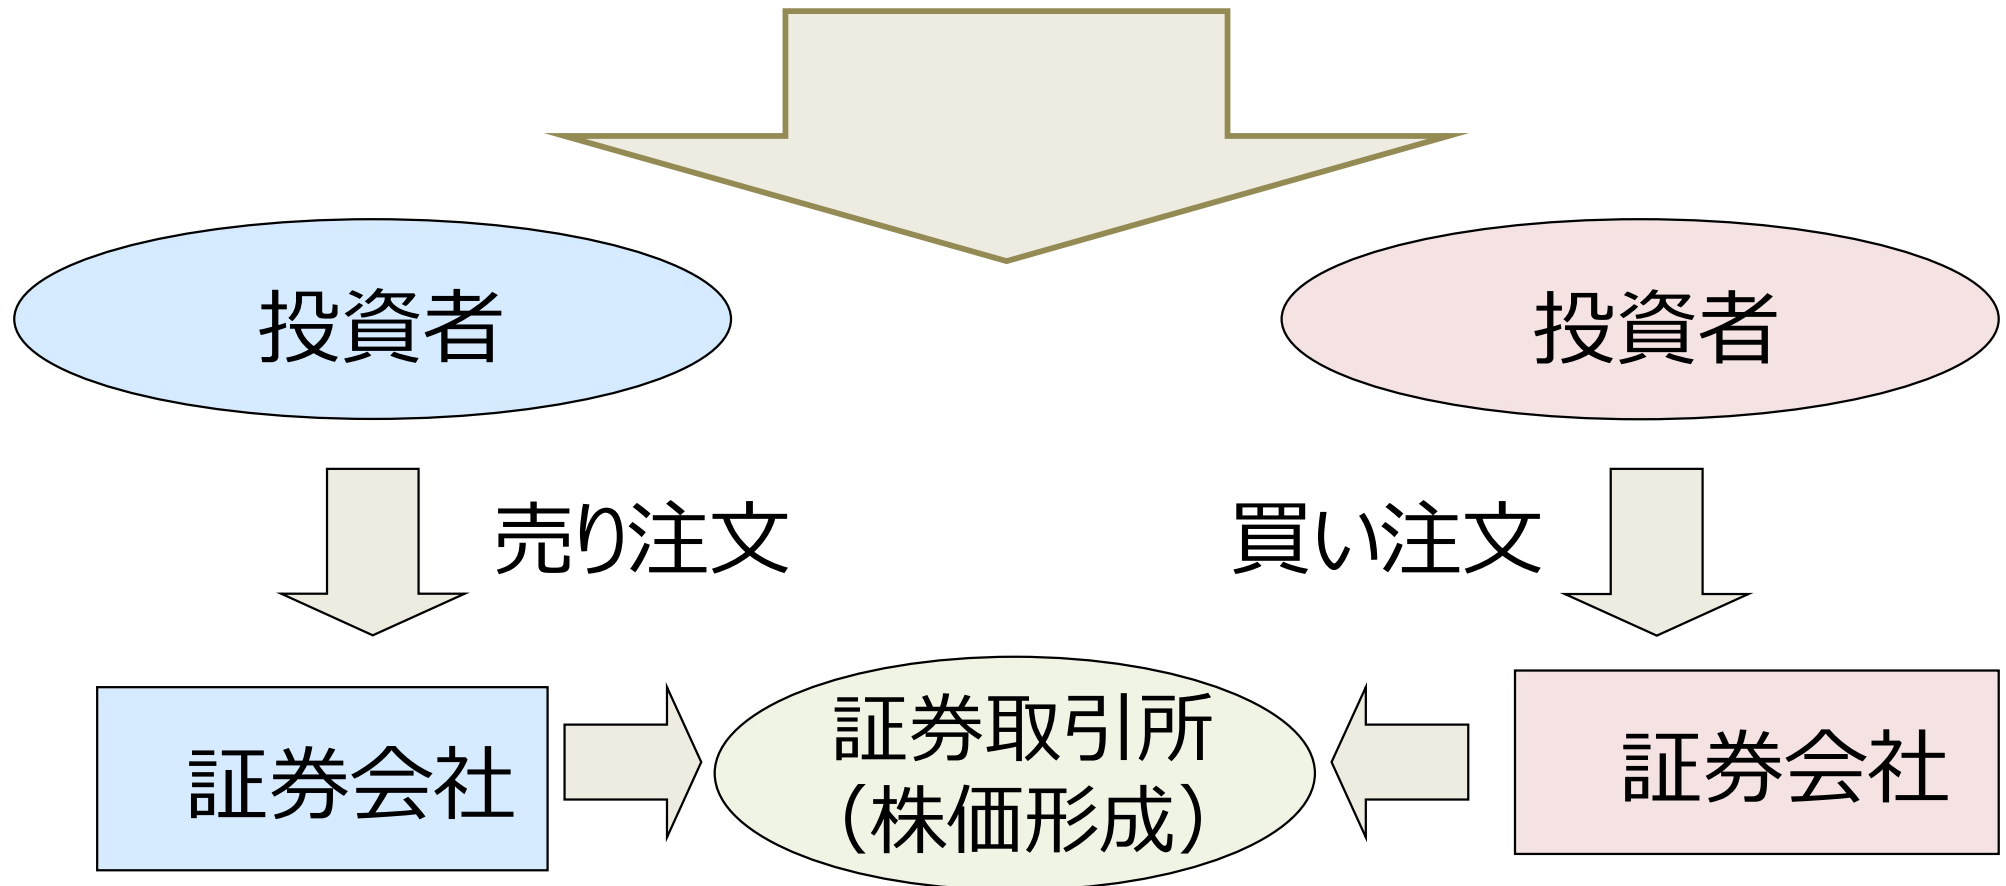 投資者
投資者
売り注文
買い注文
証券会社
証券取引所
（株価形成）
証券会社